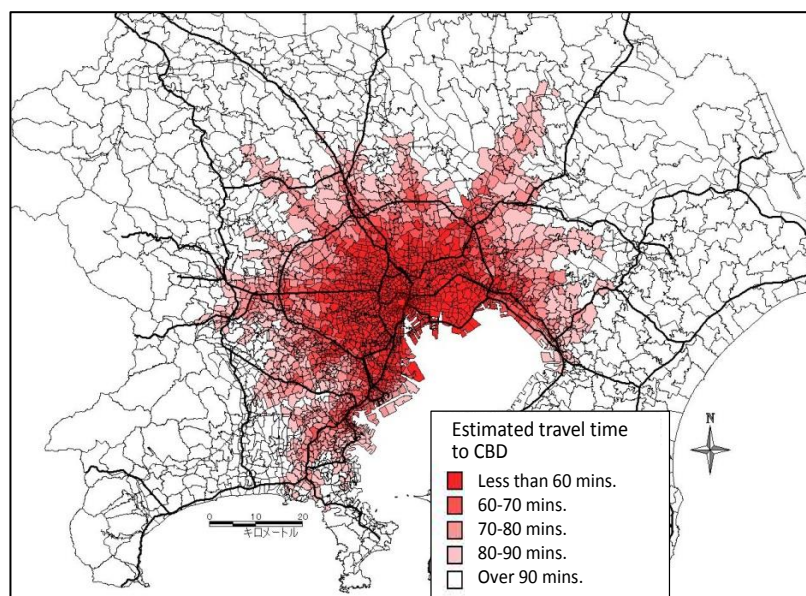 N
Estimated travel time
to CBD
Less than 60 mins.
60-70 mins.
70-80 mins.
80-90 mins.
Over 90 mins.
0 10 20
キロメートル